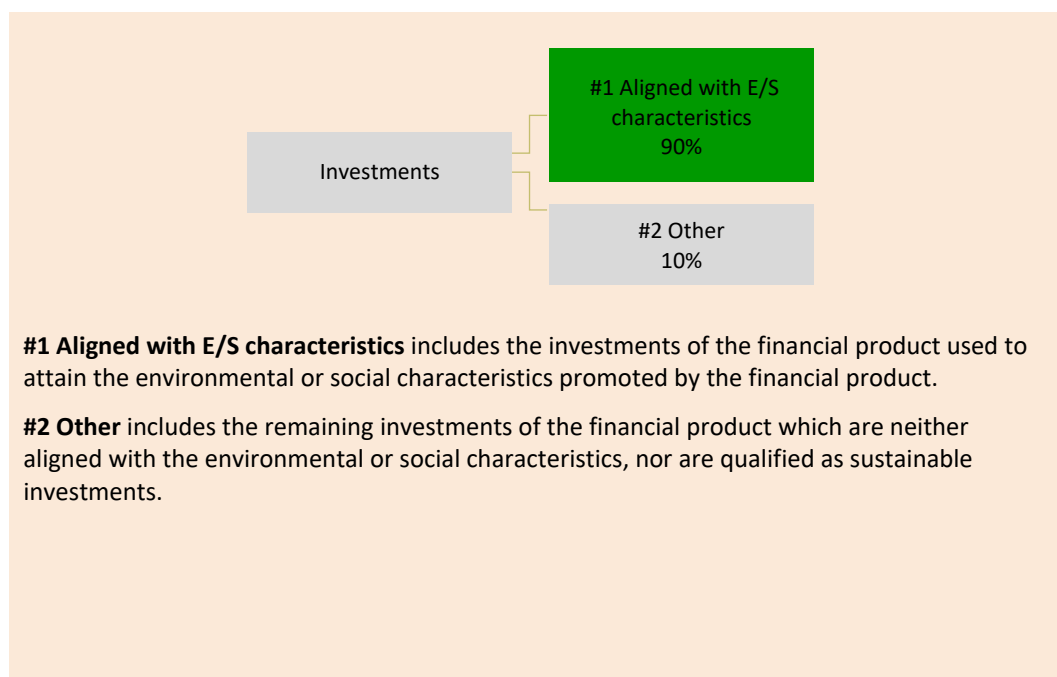 #1 Aligned with E/S
characteristics
90%
Investments
#2 Other
10%
#1 Aligned with E/S characteristics includes the investments of the financial product used to
attain the environmental or social characteristics promoted by the financial product.
#2 Other includes the remaining investments of the financial product which are neither
aligned with the environmental or social characteristics, nor are qualified as sustainable
investments.